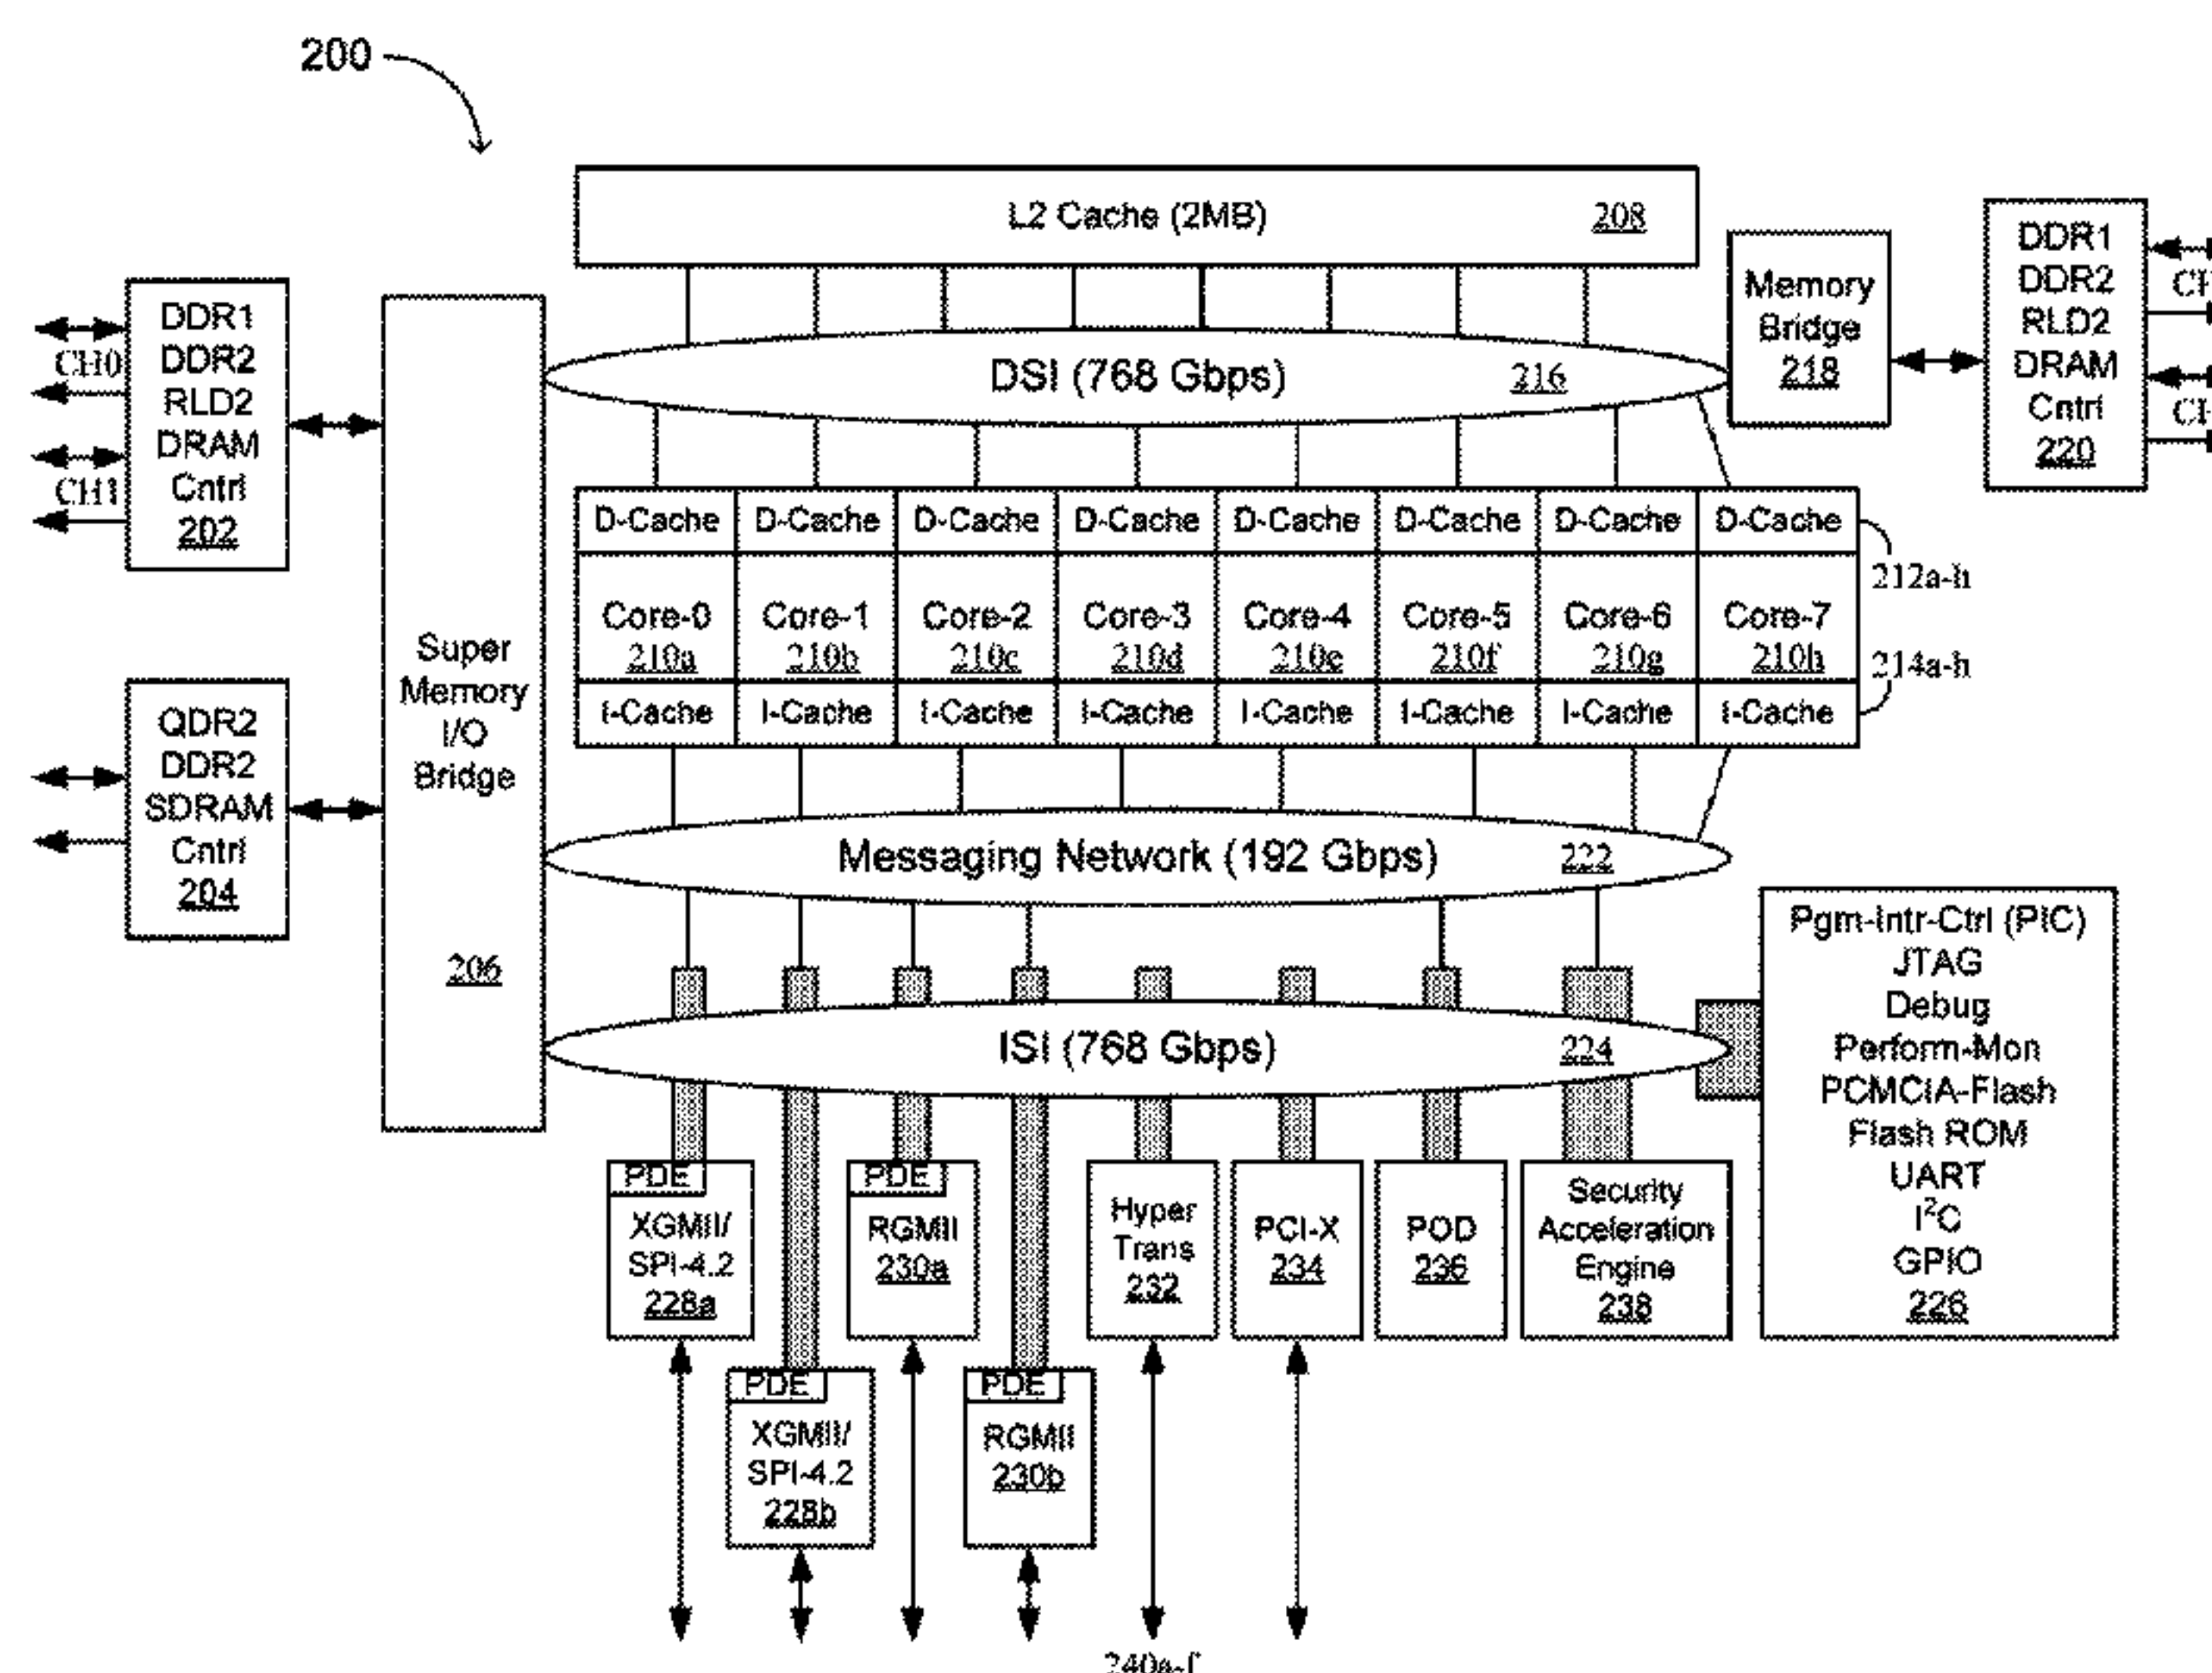 200
L2 Cache (2MB) 208
DDR1
DDR2
RLD2
DRAM
Cntrl
202
CH0
CH1
Memory
Bridge
218
DDR1
DDR2
RLD2
DRAM
Cntrl
220
DSI (768 Gbps) 216
D-Cache D-Cache D-Cache D-Cache D-Cache D-Cache D-Cache D-Cache
212a-h
Core-0 Core-1 Core-2 Core-3 Core-4 Core-5 Core-6 Core-7
210a 210b 210c 210d 210e 210f 210g 210h
214a-h
I-Cache I-Cache I-Cache I-Cache I-Cache I-Cache I-Cache I-Cache
Super
Memory
I/O
Bridge
206
QDR2
DDR2
SDRAM
Cntrl
204
Messaging Network (192 Gbps) 222
ISI (768 Gbps) 224
Pgm-Intr-Ctrl (PIC)
JTAG
Debug
Perform-Mon
PCMCIA-Flash
Flash ROM
UART
I²C
GPIO
226
PDE
XGMII/
SPI-4.2
228a
PDE
RGMII
230a
Hyper
Trans
232
PCI-X
234
POD
236
Security
Acceleration
Engine
238
PDE
XGMII/
SPI-4.2
228b
PDE
RGMII
230b
240a-f